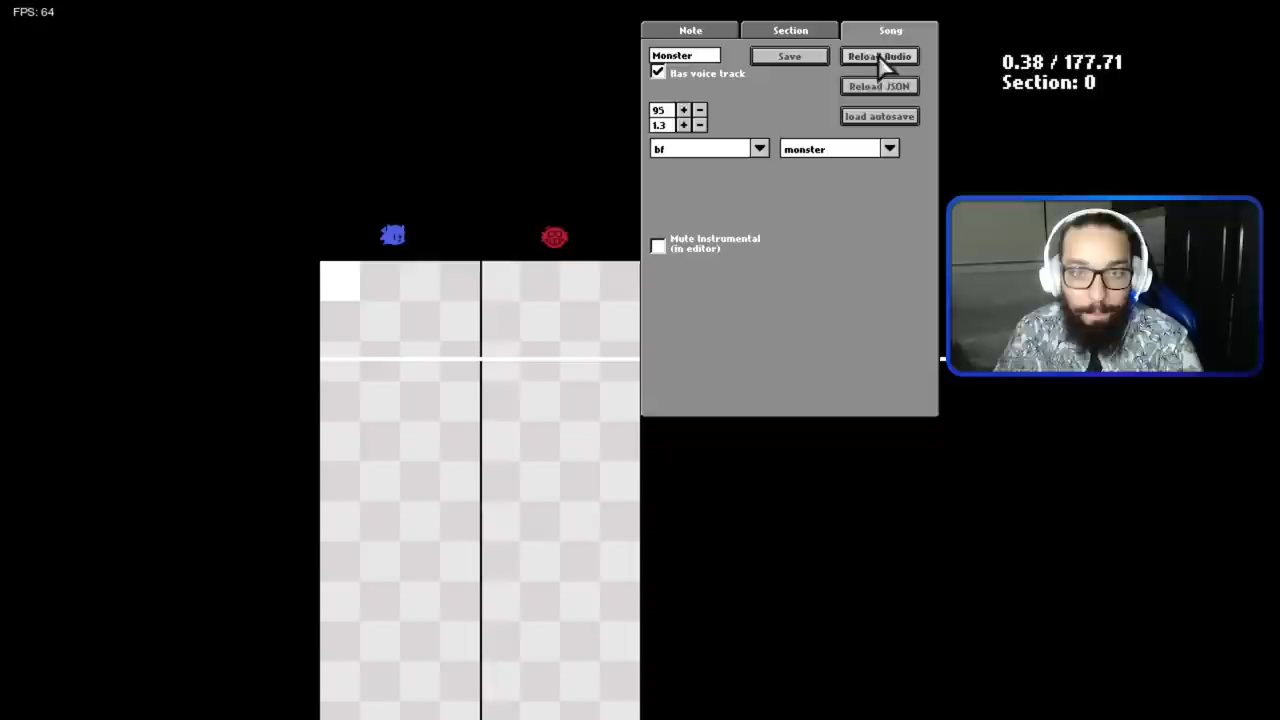 FPS: 64
Note
Section
Song
Monster
Save
Reload Audio
Has voice track
Reload JSON
95
load autosave
1.3
bf
monster
Mute Instrumental
(in editor)
0.38 / 177.71
Section: 0